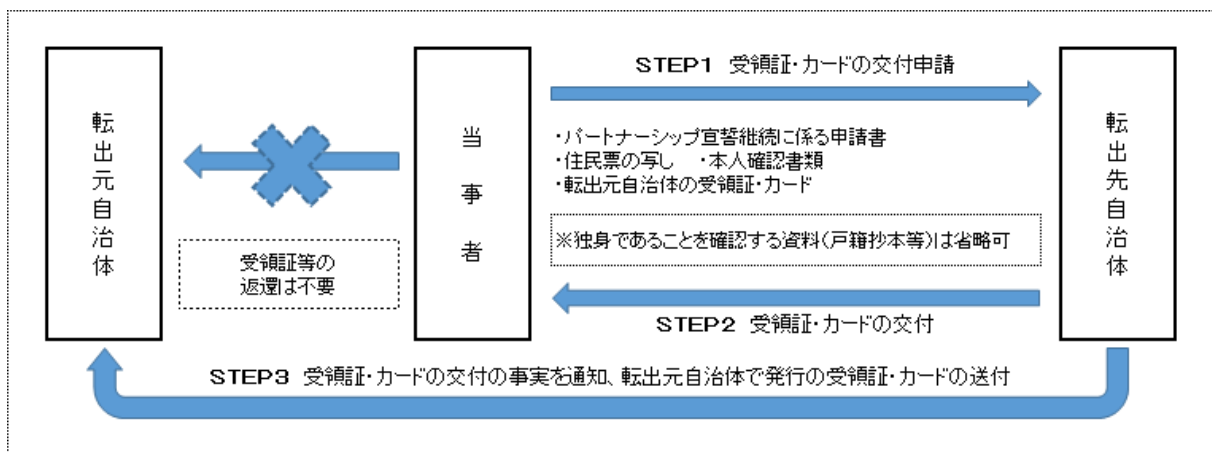 転出元自治体
当事者
転出先自治体
STEP1 受領証・カードの交付申請
・パートナーシップ宣誓継続に係る申請書
・住民票の写し ・本人確認書類
・転出元自治体の受領証・カード
※独身であることを確認する資料(戸籍抄本等)は省略可
受領証等の
返還は不要
STEP2 受領証・カードの交付
STEP3 受領証・カードの交付の事実を通知、転出元自治体で発行の受領証・カードの送付